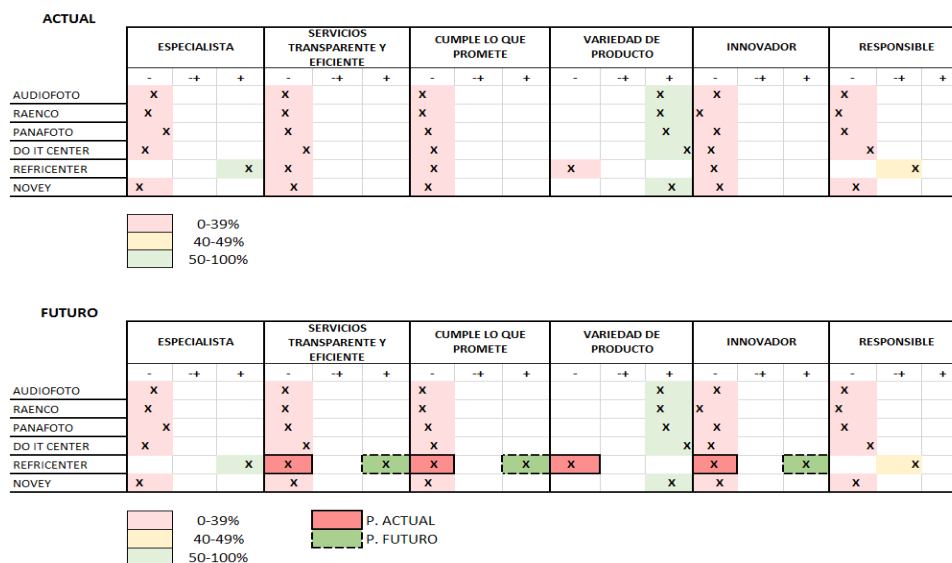 ACTUAL
ESPECIALISTA SERVICIOS TRANSPARENTE Y EFICIENTE CUMPLE LO QUE PROMETE VARIEDAD DE PRODUCTO INNOVADOR RESPONSIBLE
- -+ + - -+ + - -+ + - -+ + - -+ + - -+ +
AUDIOFOTO X X X X X X
RAENCO X X X X X X
PANAFOTO X X X X X X
DO IT CENTER X X X X X X
REFRICENTER X X X X X X
NOVEY X X X X X X
0-39%
40-49%
50-100%
FUTURO
ESPECIALISTA SERVICIOS TRANSPARENTE Y EFICIENTE CUMPLE LO QUE PROMETE VARIEDAD DE PRODUCTO INNOVADOR RESPONSIBLE
- -+ + - -+ + - -+ + - -+ + - -+ + - -+ +
AUDIOFOTO X X X X X X
RAENCO X X X X X X
PANAFOTO X X X X X X
DO IT CENTER X X X X X X
REFRICENTER X X X X X X X X X
NOVEY X X X X X X
0-39% P. ACTUAL
40-49% P. FUTURO
50-100%